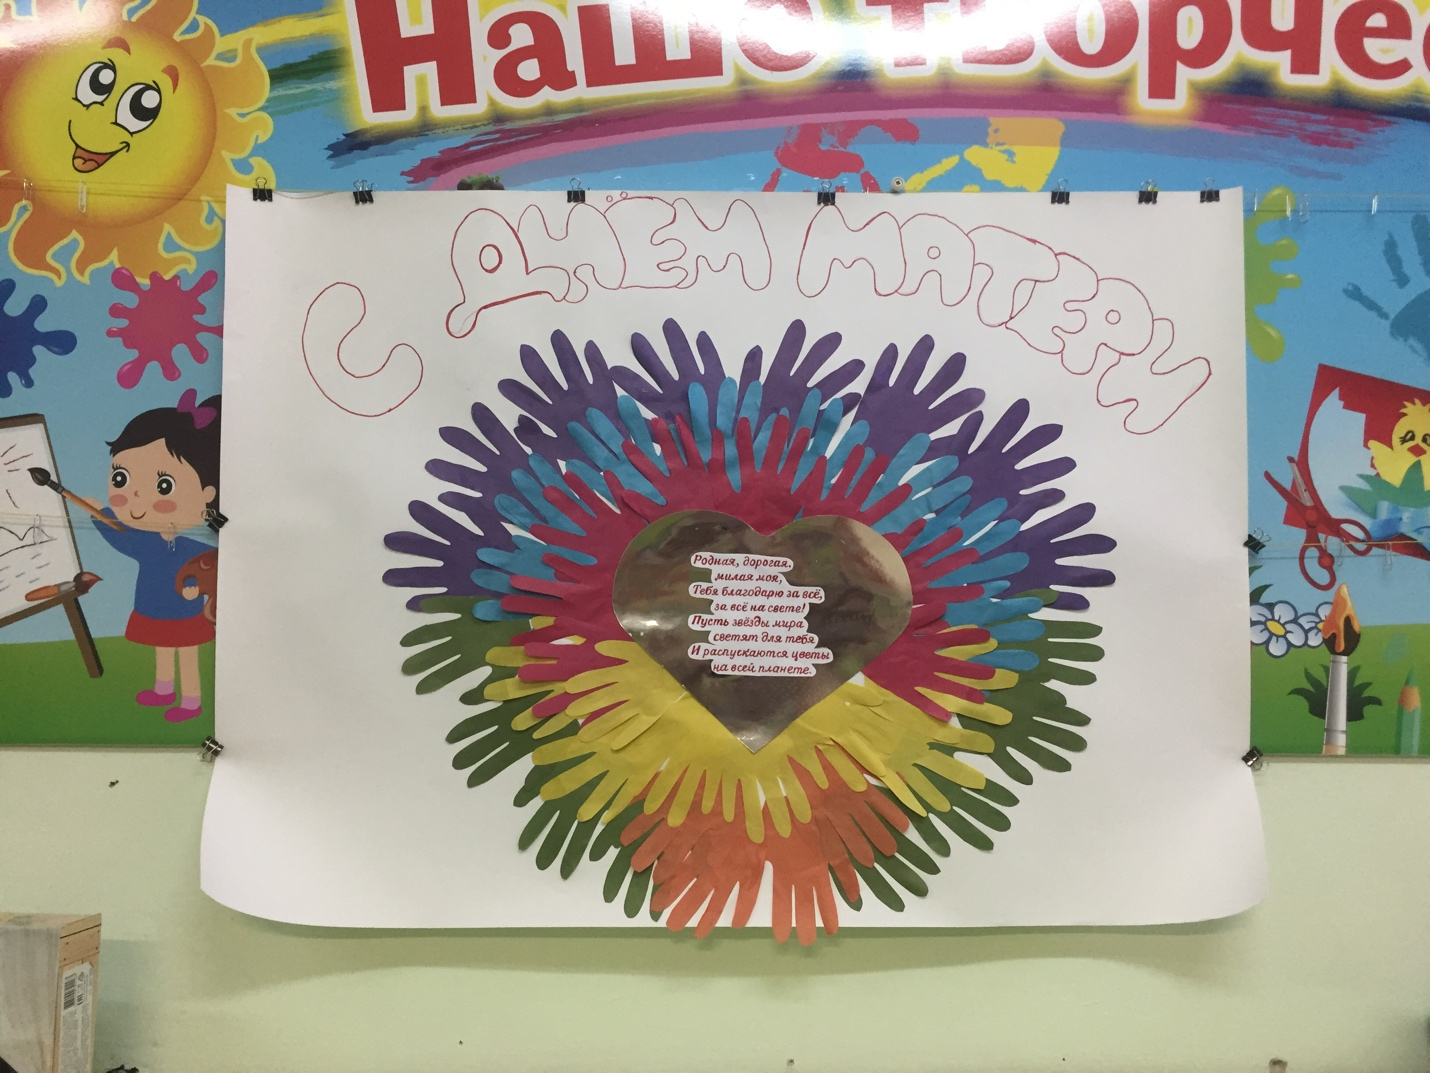 Наше творчес
С ДНЁМ МАТЕРИ
Родная, дорогая,
милая моя,
Тебя благодарю за всё,
за всё на свете!
Пусть звёзды мира
светят для тебя
И распускаются цветы
на всей планете.